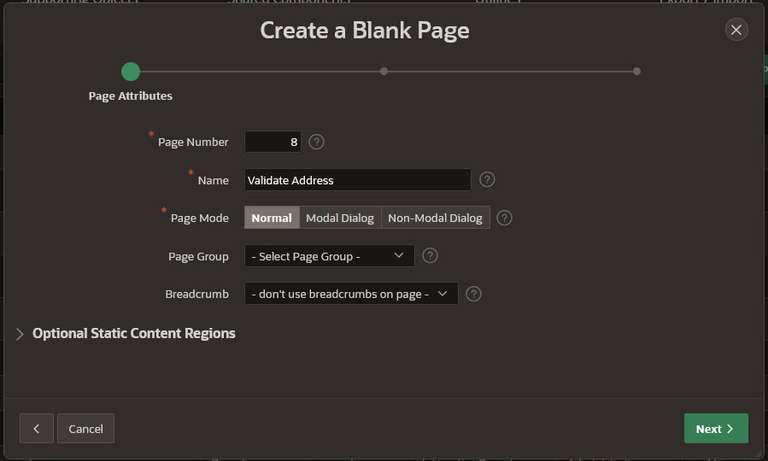 Create a Blank Page
Page Attributes
* Page Number 8 ?
* Name Validate Address ?
* Page Mode Normal Modal Dialog Non-Modal Dialog ?
Page Group - Select Page Group - ?
Breadcrumb - don't use breadcrumbs on page - ?
Optional Static Content Regions
Cancel Next